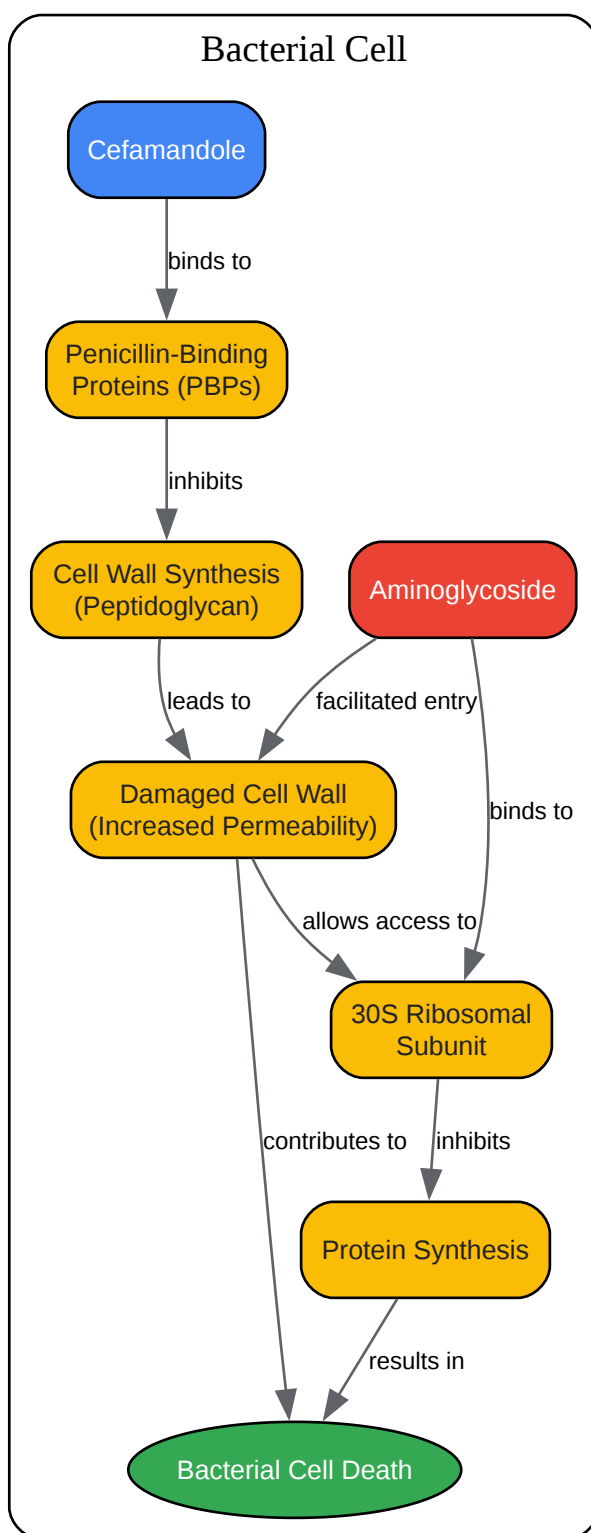 Bacterial Cell
Cefamandole
binds to
Penicillin-Binding
Proteins (PBPs)
inhibits
Cell Wall Synthesis
(Peptidoglycan)
Aminoglycoside
leads to
facilitated entry
Damaged Cell Wall
(Increased Permeability)
binds to
allows access to
30S Ribosomal
Subunit
contributes to
inhibits
Protein Synthesis
results in
Bacterial Cell Death